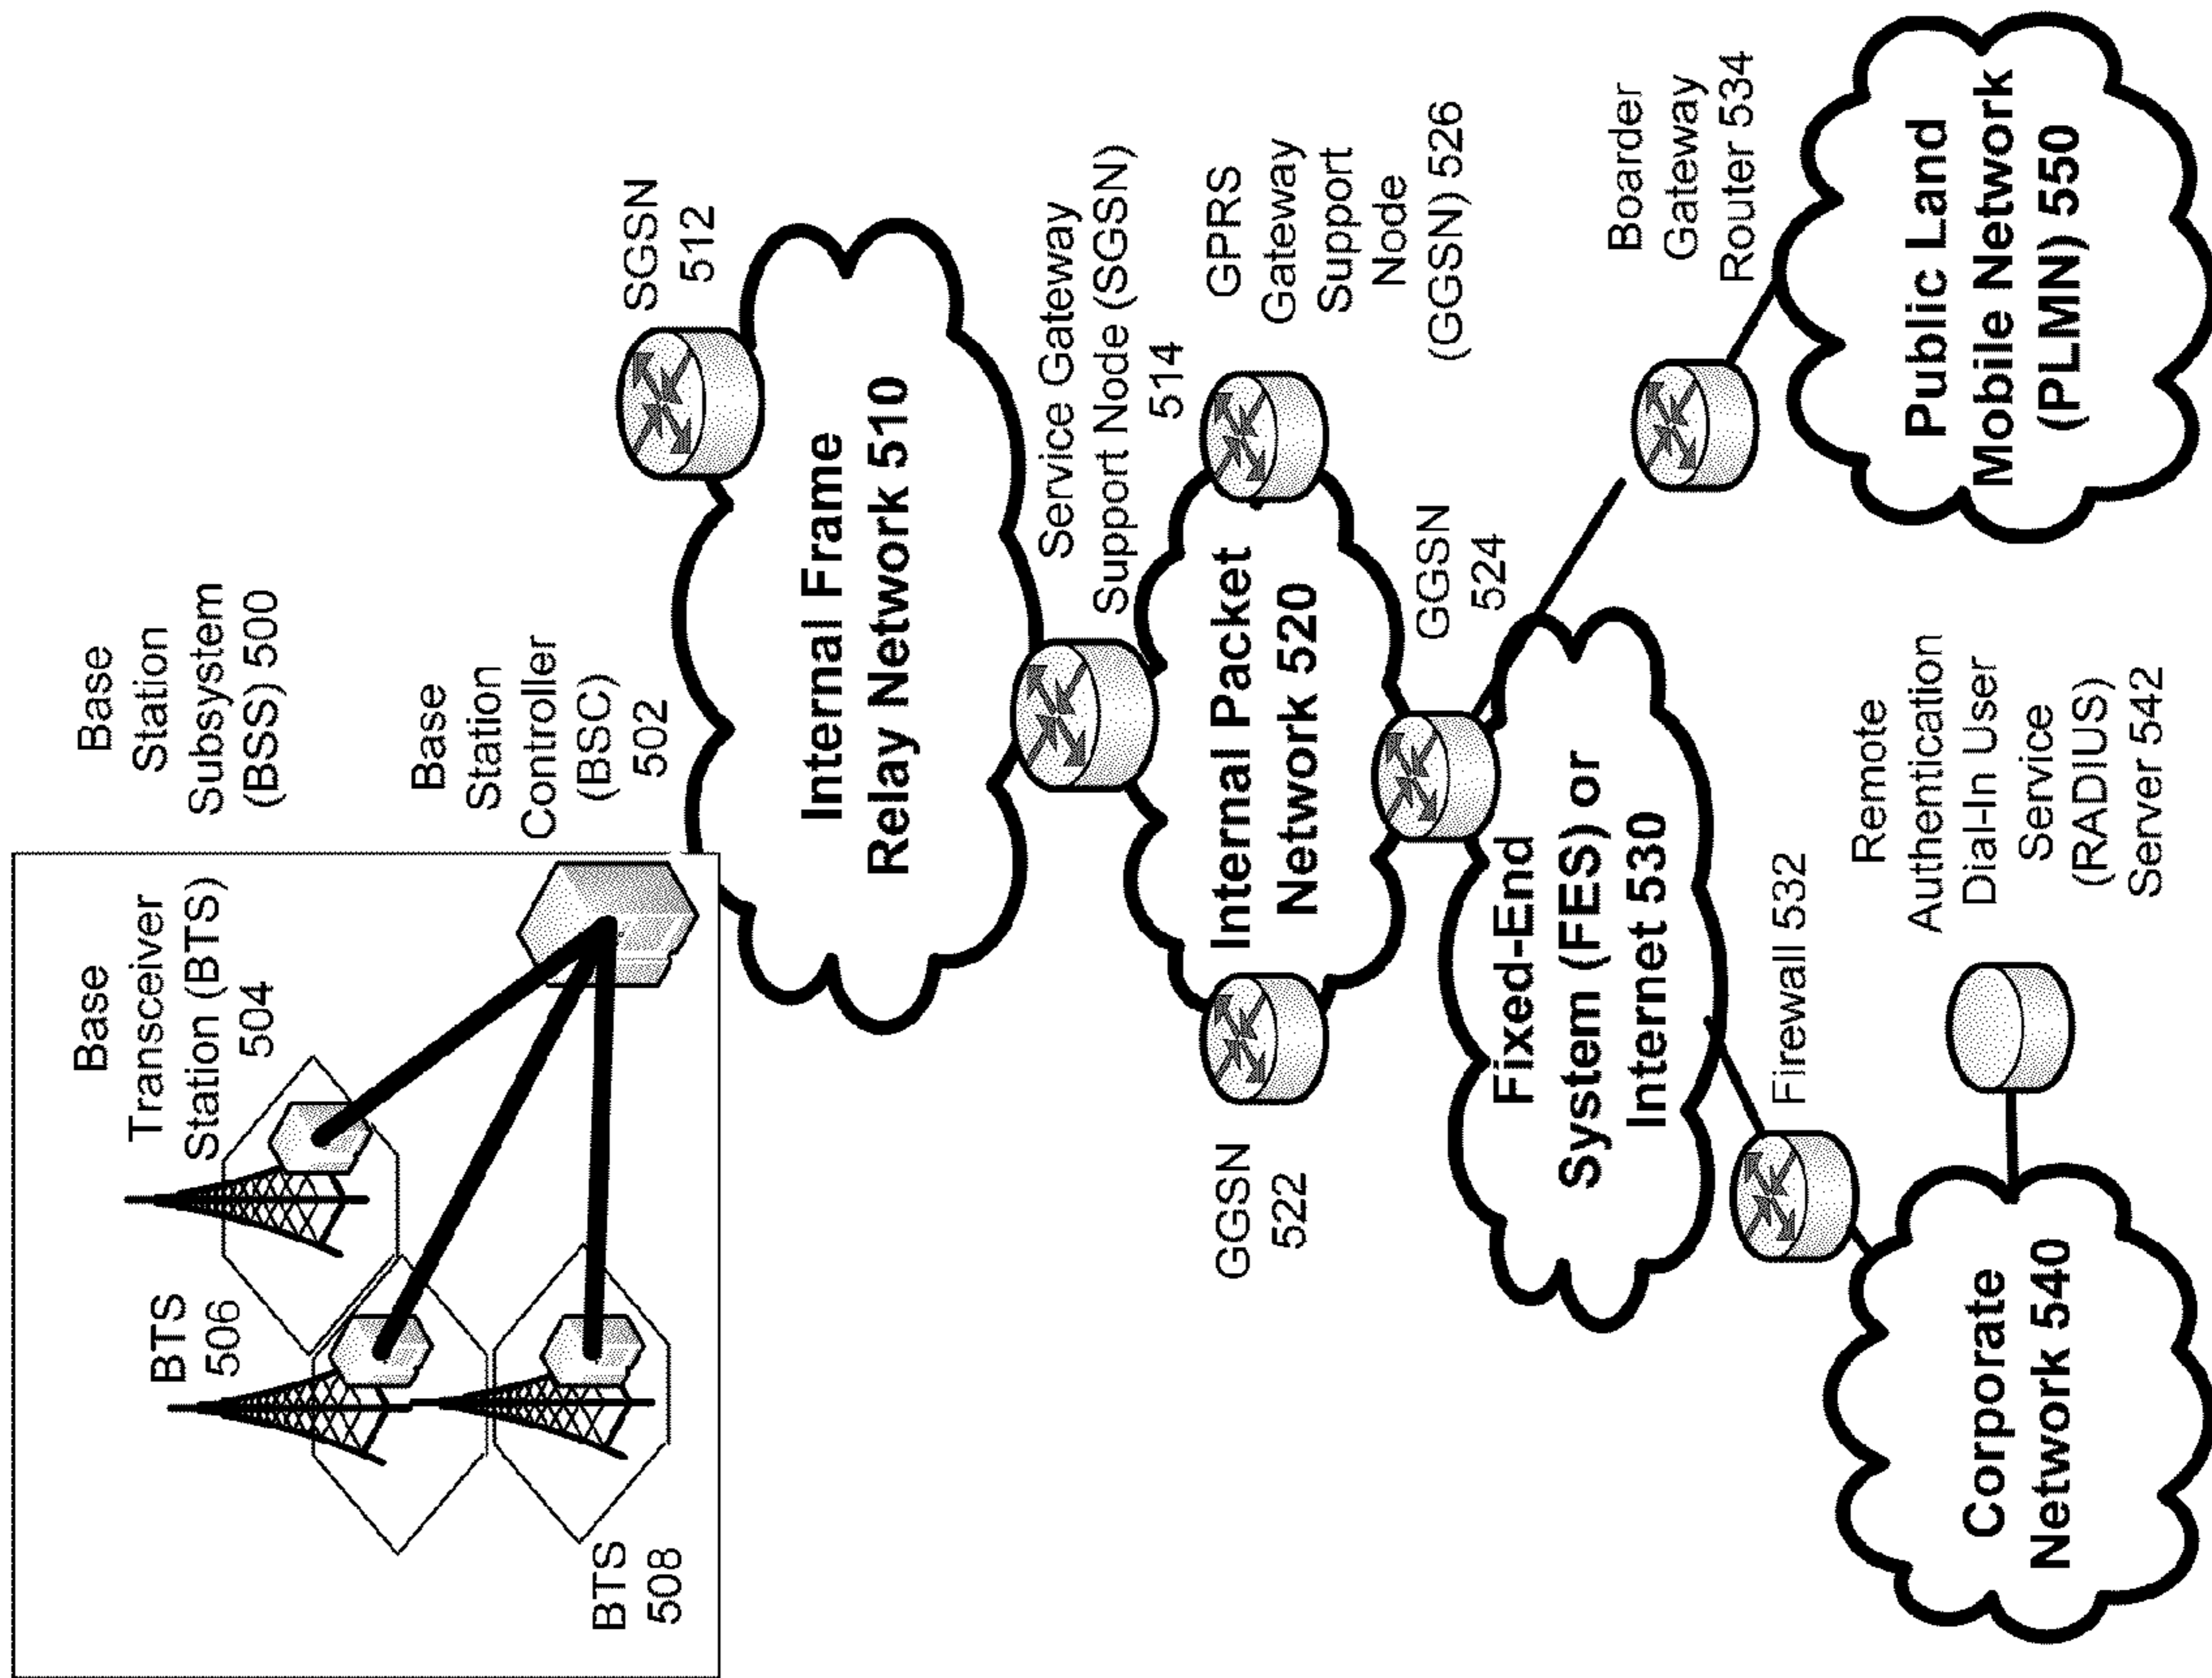 Base
Station
Subsystem
(BSS) 500
Base
Transceiver
Station (BTS)
504
BTS
506
BTS
508
Base
Station
Controller
(BSC)
502
SGSN
512
Internal Frame
Relay Network 510
Service Gateway
Support Node (SGSN)
514
GPRS
Gateway
Support
Node
(GGSN) 526
Internal Packet
Network 520
GGSN
522
GGSN
524
Fixed-End
System (FES) or
Internet 530
Boarder
Gateway
Router 534
Public Land
Mobile Network
(PLMN) 550
Firewall 532
Remote
Authentication
Dial-In User
Service
(RADIUS)
Server 542
Corporate
Network 540